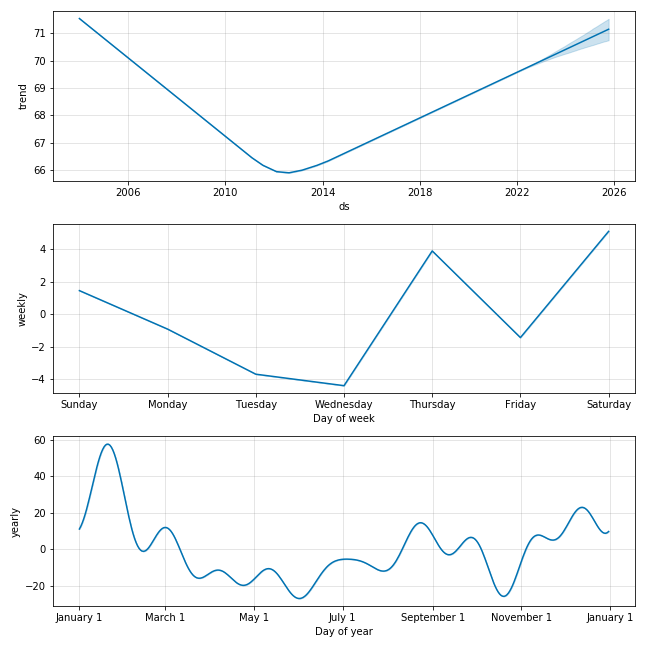 71
70
69
68
67
66
trend
2006 2010 2014 2018 2022 2026
ds
4
2
0
−2
−4
weekly
Sunday Monday Tuesday Wednesday Thursday Friday Saturday
Day of week
60
40
20
0
−20
yearly
January 1 March 1 May 1 July 1 September 1 November 1 January 1
Day of year